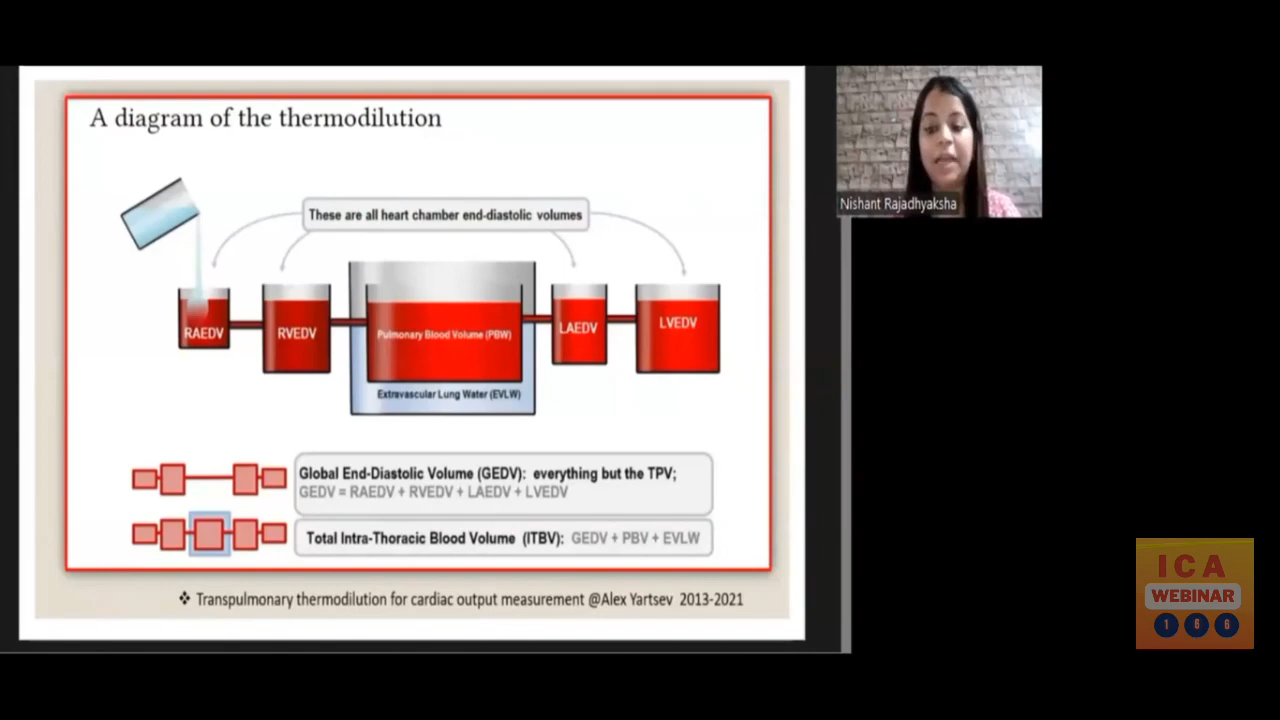 A diagram of the thermodilution
These are all heart chamber end-diastolic volumes
RAEDV
RVEDV
Pulmonary Blood Volume (PBW)
LAEDV
LVEDV
Extravascular Lung Water (EVLW)
Global End-Diastolic Volume (GEDV): everything but the TPV;
GEDV = RAEDV + RVEDV + LAEDV + LVEDV
Total Intra-Thoracic Blood Volume (ITBV): GEDV + PBV + EVLW
❖ Transpulmonary thermodilution for cardiac output measurement @Alex Yartsev 2013-2021
Nishant Rajadhyaksha
ICA
WEBINAR
166